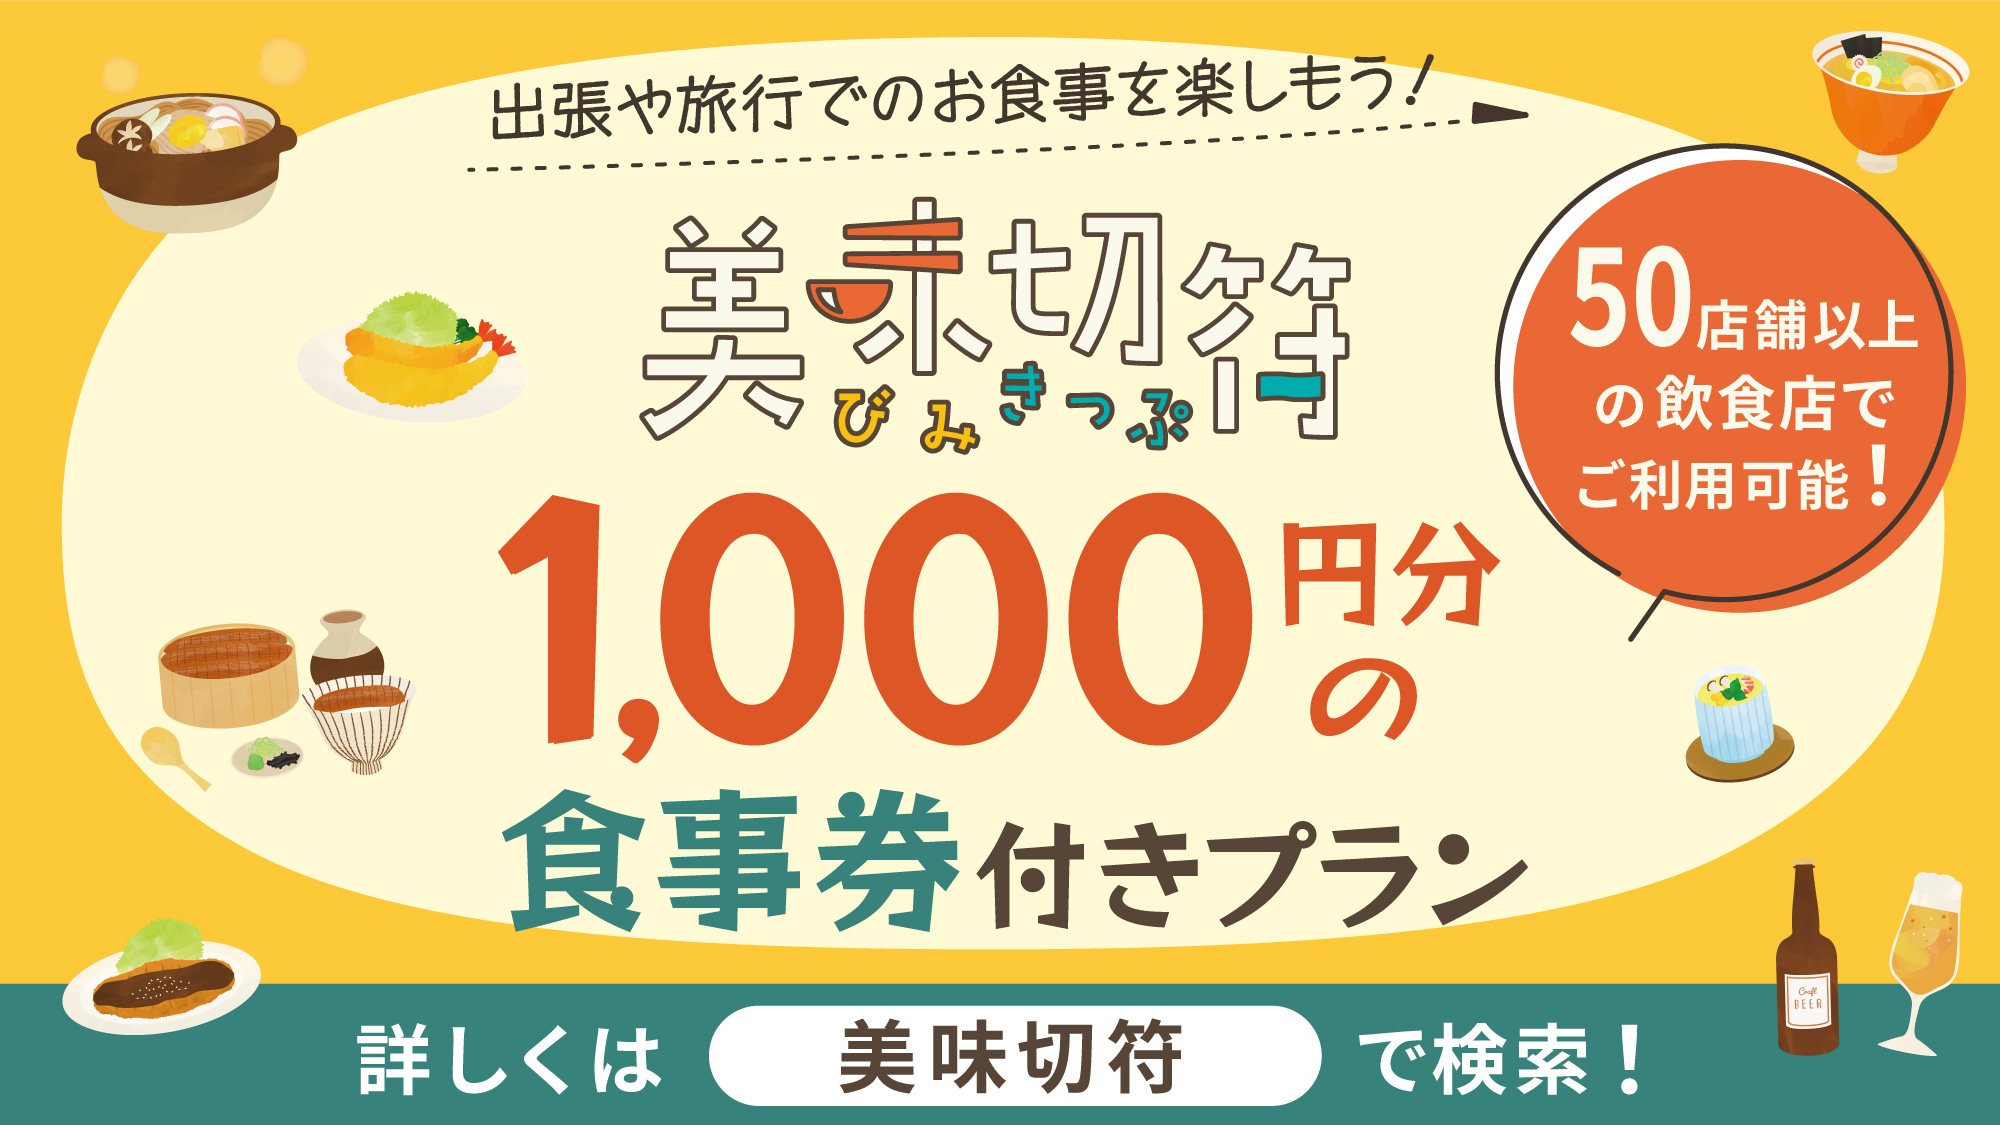 出張や旅行でのお食事を楽しもう！
美味切符
びみきっぷ
50店舗以上
の飲食店で
ご利用可能！
1,000円分
の
食事券付きプラン
Craft
BEER
詳しくは 美味切符 で検索！